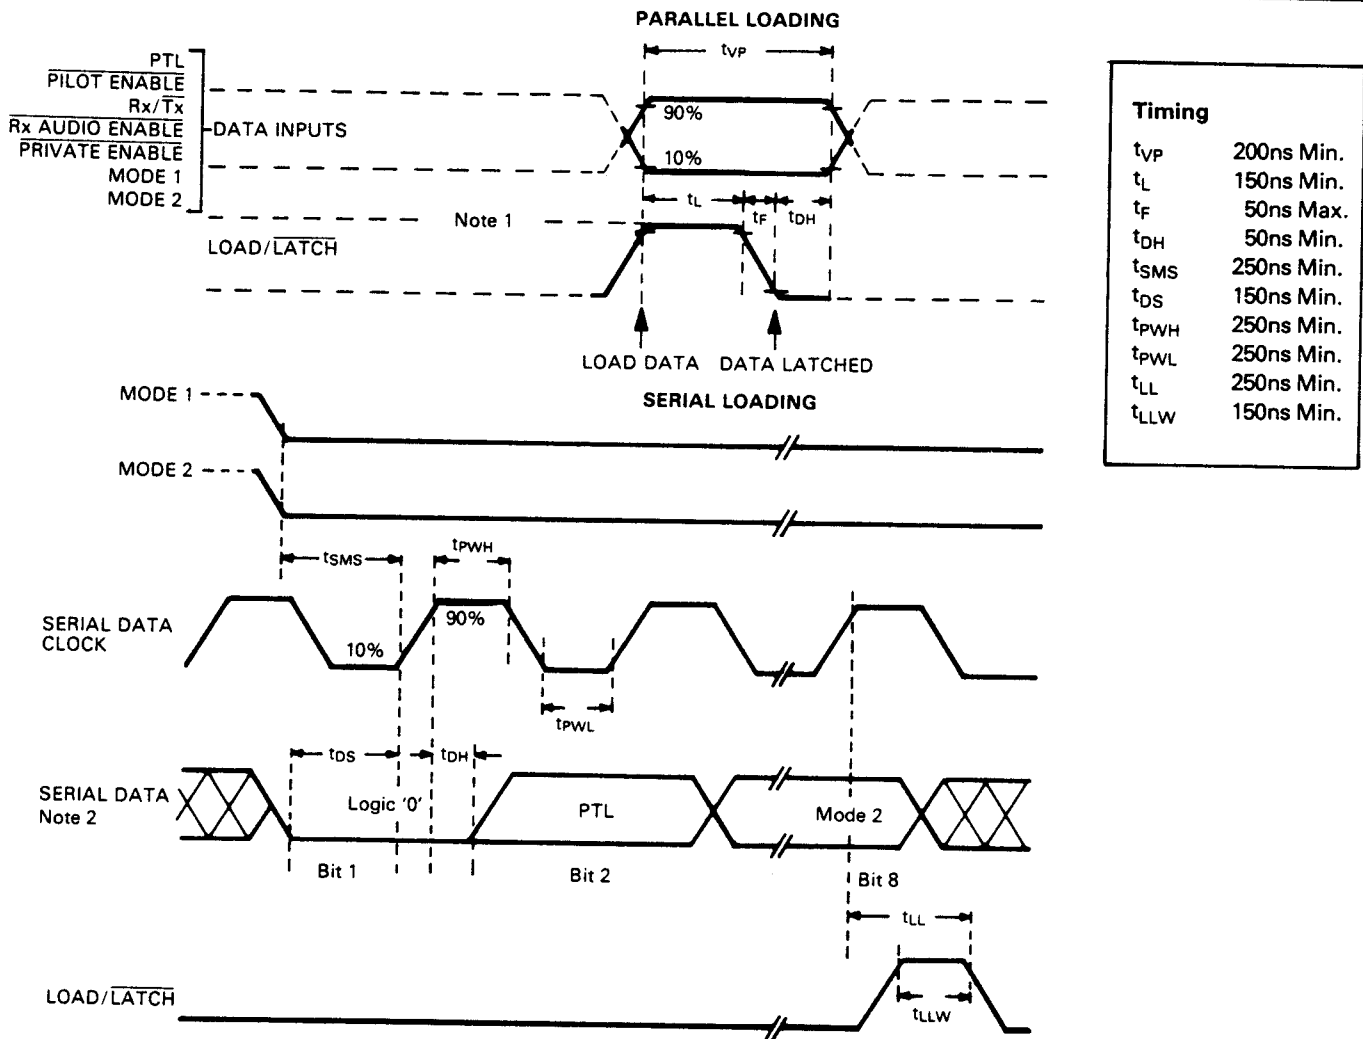 PARALLEL LOADING
tVP
PTL
PILOT ENABLE
Rx/Tx
Rx AUDIO ENABLE
PRIVATE ENABLE
MODE 1
MODE 2
DATA INPUTS
90%
10%
tL
tF
tDH
Note 1
LOAD/LATCH
LOAD DATA
DATA LATCHED
Timing
tVP 200ns Min.
tL 150ns Min.
tF 50ns Max.
tDH 50ns Min.
tSMS 250ns Min.
tDS 150ns Min.
tPWH 250ns Min.
tPWL 250ns Min.
tLL 250ns Min.
tLLW 150ns Min.
SERIAL LOADING
MODE 1
MODE 2
tSMS
tPWH
SERIAL DATA
CLOCK
10%
90%
tPWL
tDS
tDH
SERIAL DATA
Note 2
Logic '0'
PTL
Mode 2
Bit 1
Bit 2
Bit 8
tLL
LOAD/LATCH
tLLW